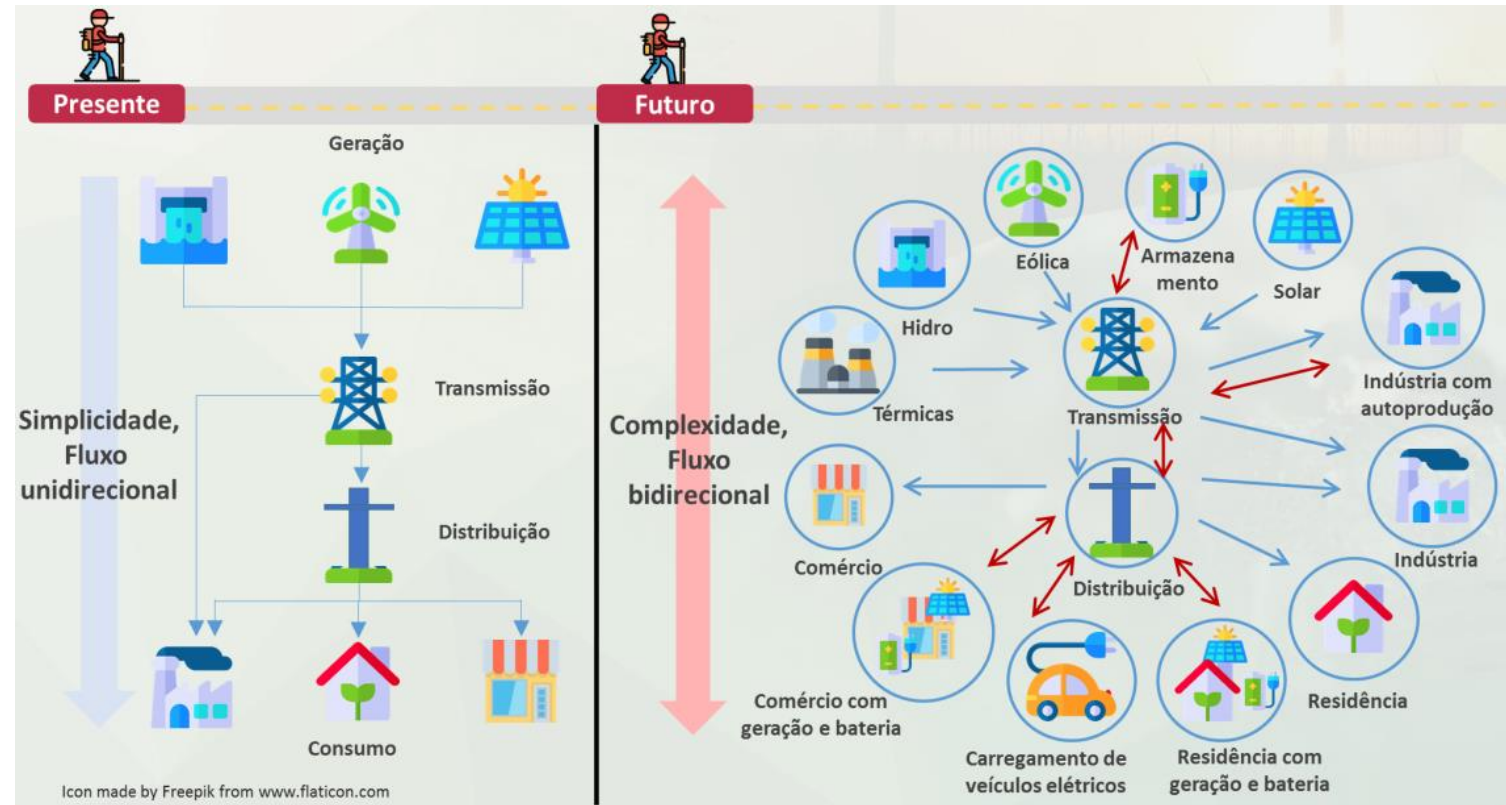 Presente
Geração
Transmissão
Simplicidade,
Fluxo
unidirecional
Distribuição
Consumo
Icon made by Freepik from www.flaticon.com
Futuro
Eólica
Armazena
mento
Solar
Hidro
Térmicas
Transmissão
Indústria com
autoprodução
Complexidade,
Fluxo
bidirecional
Comércio
Distribuição
Indústria
Comércio com
geração e bateria
Carregamento de
veículos elétricos
Residência com
geração e bateria
Residência